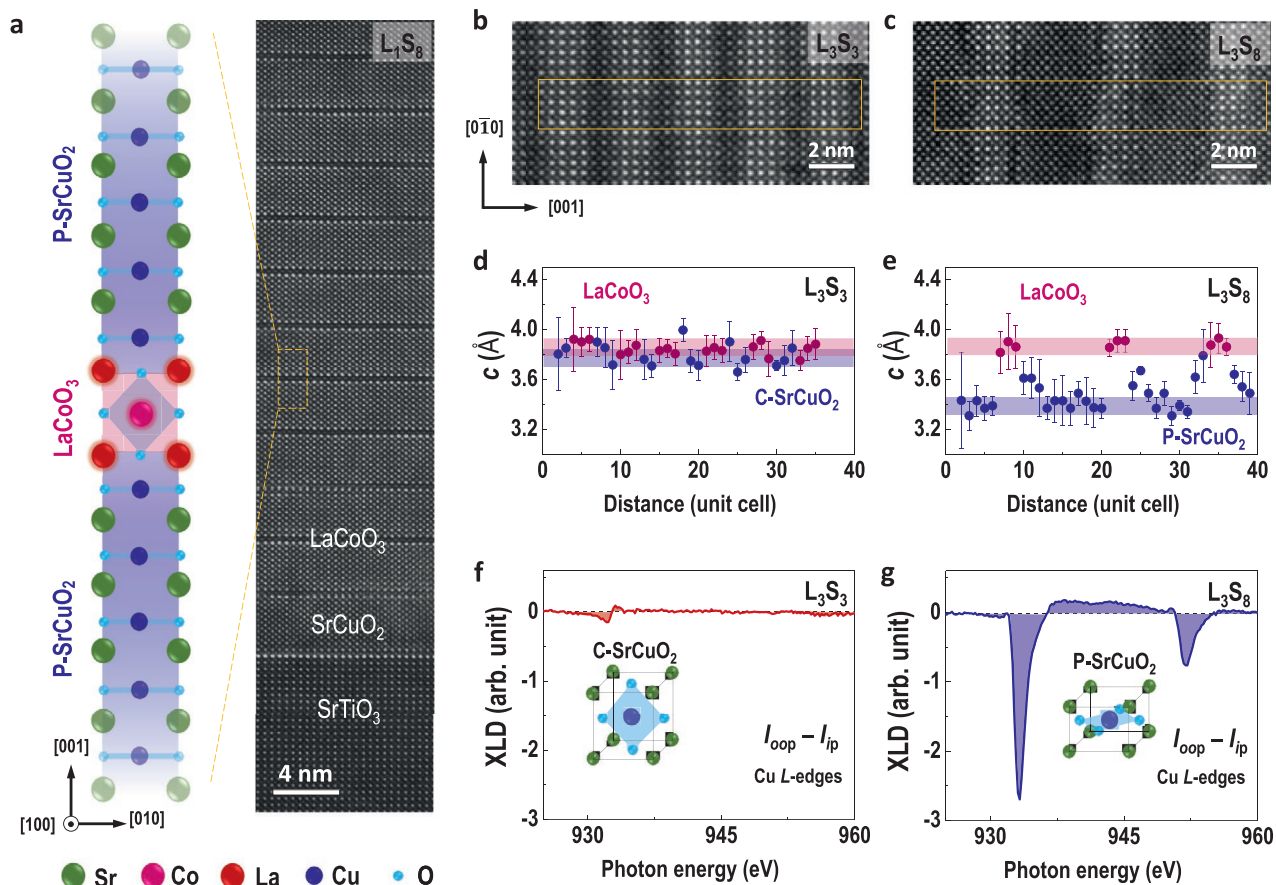 a
L₁S₈
P-SrCuO₂
LaCoO₃
P-SrCuO₂
LaCoO₃
SrCuO₂
SrTiO₃
4 nm
[001]
[100]
[010]
Sr
Co
La
Cu
O
b
L₃S₃
2 nm
[01̅0]
[001]
c
L₃S₈
2 nm
d
LaCoO₃
L₃S₃
C-SrCuO₂
c (Å)
4.4
4.0
3.6
3.2
0
10
20
30
40
Distance (unit cell)
e
LaCoO₃
L₃S₈
P-SrCuO₂
c (Å)
4.4
4.0
3.6
3.2
0
10
20
30
40
Distance (unit cell)
f
L₃S₃
C-SrCuO₂
Ioop – Iip
Cu L-edges
XLD (arb. unit)
0
-1
-2
-3
930
945
960
Photon energy (eV)
g
L₃S₈
P-SrCuO₂
Ioop – Iip
Cu L-edges
XLD (arb. unit)
0
-1
-2
-3
930
945
960
Photon energy (eV)